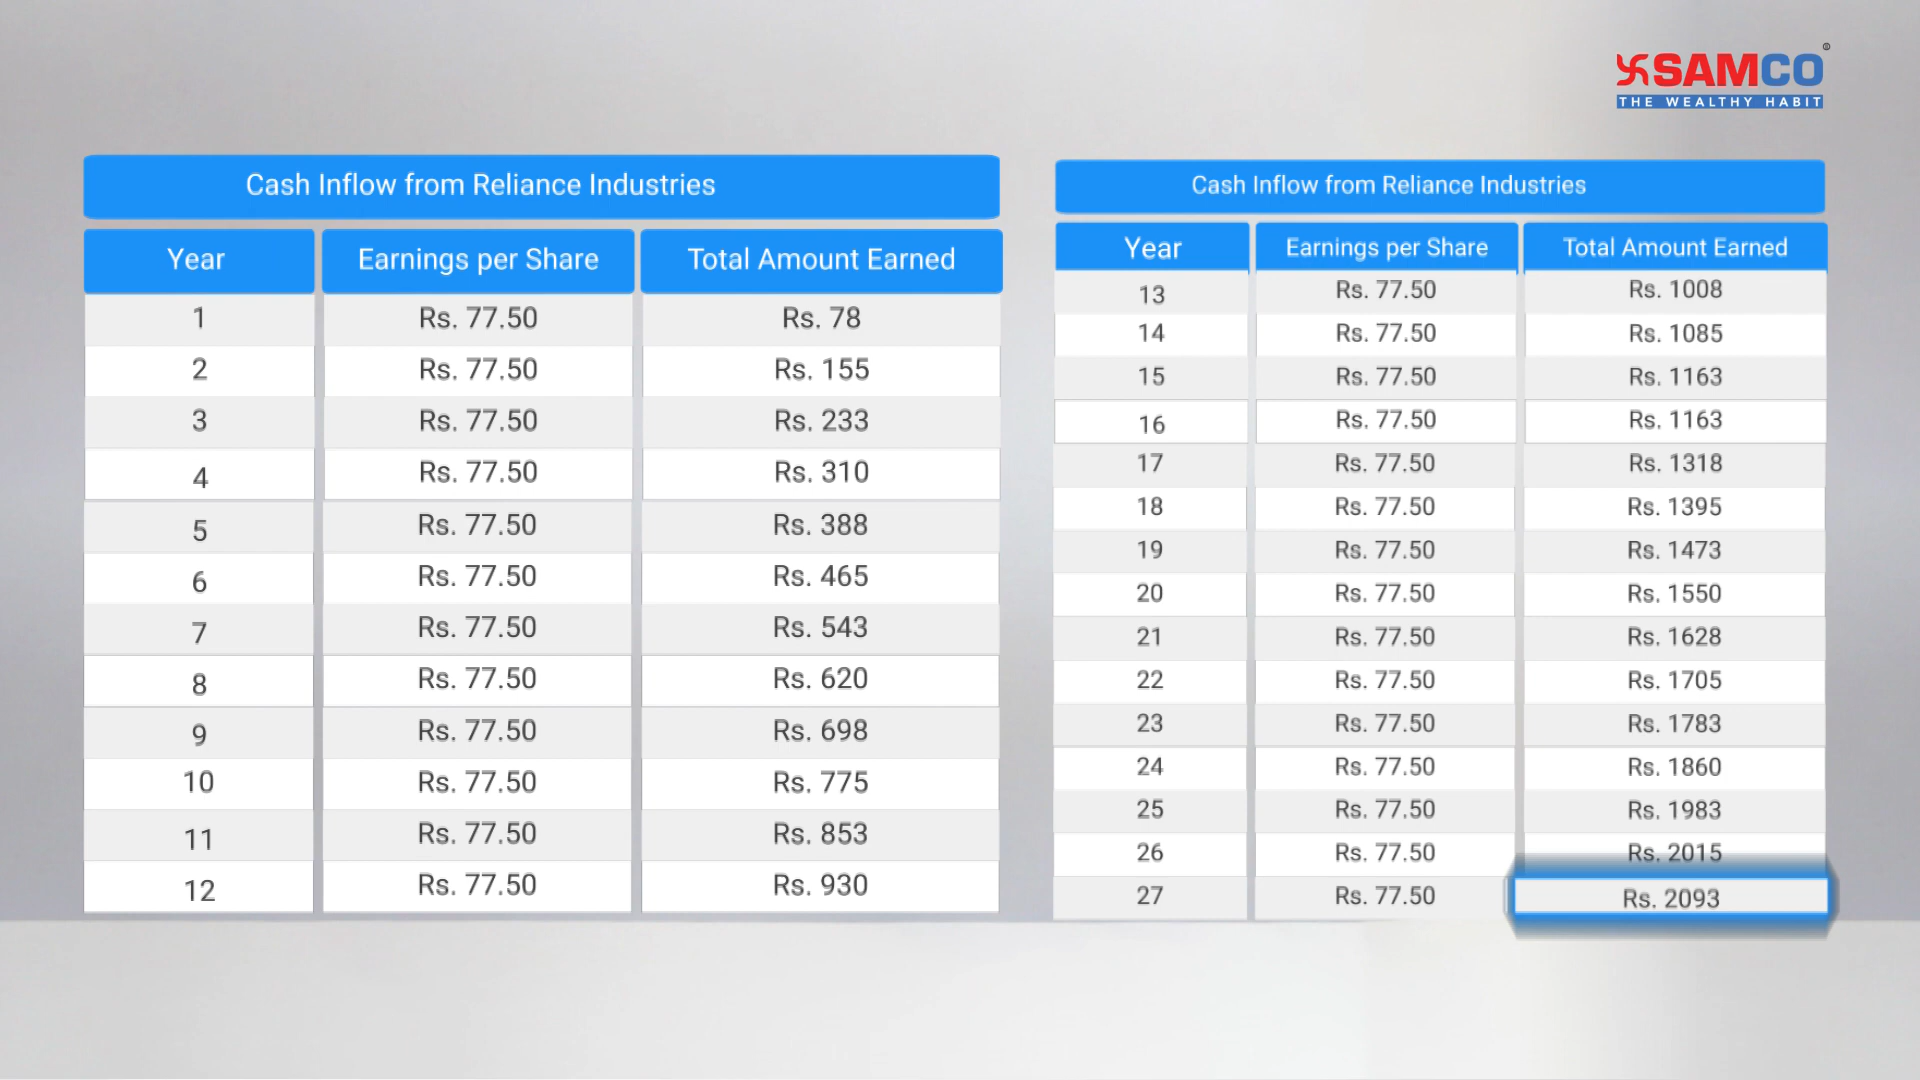 SAMCO®
THE WEALTHY HABIT
Cash Inflow from Reliance Industries
Year Earnings per Share Total Amount Earned
1 Rs. 77.50 Rs. 78
2 Rs. 77.50 Rs. 155
3 Rs. 77.50 Rs. 233
4 Rs. 77.50 Rs. 310
5 Rs. 77.50 Rs. 388
6 Rs. 77.50 Rs. 465
7 Rs. 77.50 Rs. 543
8 Rs. 77.50 Rs. 620
9 Rs. 77.50 Rs. 698
10 Rs. 77.50 Rs. 775
11 Rs. 77.50 Rs. 853
12 Rs. 77.50 Rs. 930
Cash Inflow from Reliance Industries
Year Earnings per Share Total Amount Earned
13 Rs. 77.50 Rs. 1008
14 Rs. 77.50 Rs. 1085
15 Rs. 77.50 Rs. 1163
16 Rs. 77.50 Rs. 1163
17 Rs. 77.50 Rs. 1318
18 Rs. 77.50 Rs. 1395
19 Rs. 77.50 Rs. 1473
20 Rs. 77.50 Rs. 1550
21 Rs. 77.50 Rs. 1628
22 Rs. 77.50 Rs. 1705
23 Rs. 77.50 Rs. 1783
24 Rs. 77.50 Rs. 1860
25 Rs. 77.50 Rs. 1983
26 Rs. 77.50 Rs. 2015
27 Rs. 77.50 Rs. 2093